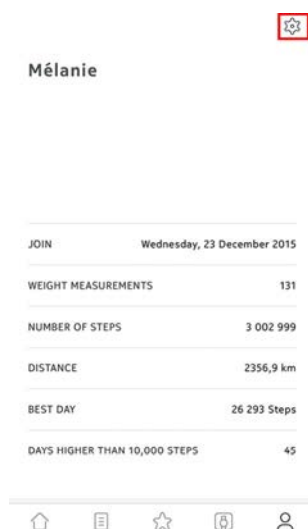 Mélanie
JOIN Wednesday, 23 December 2015
WEIGHT MEASUREMENTS 131
NUMBER OF STEPS 3 002 999
DISTANCE 2356,9 km
BEST DAY 26 293 Steps
DAYS HIGHER THAN 10,000 STEPS 45